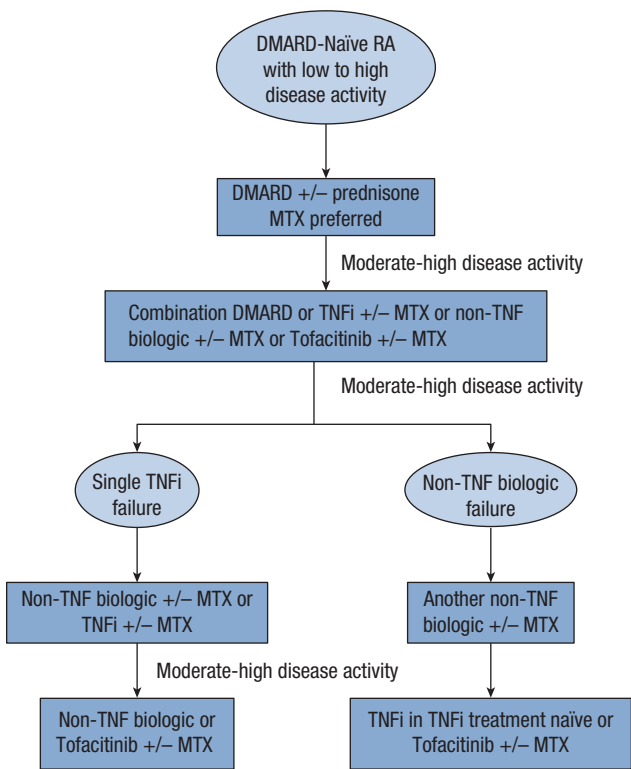 DMARD-Naïve RA
with low to high
disease activity
DMARD +/– prednisone
MTX preferred
Moderate-high disease activity
Combination DMARD or TNFi +/– MTX or non-TNF
biologic +/– MTX or Tofacitinib +/– MTX
Moderate-high disease activity
Single TNFi
failure
Non-TNF biologic
failure
Non-TNF biologic +/– MTX or
TNFi +/– MTX
Another non-TNF
biologic +/– MTX
Moderate-high disease activity
Non-TNF biologic or
Tofacitinib +/– MTX
TNFi in TNFi treatment naïve or
Tofacitinib +/– MTX